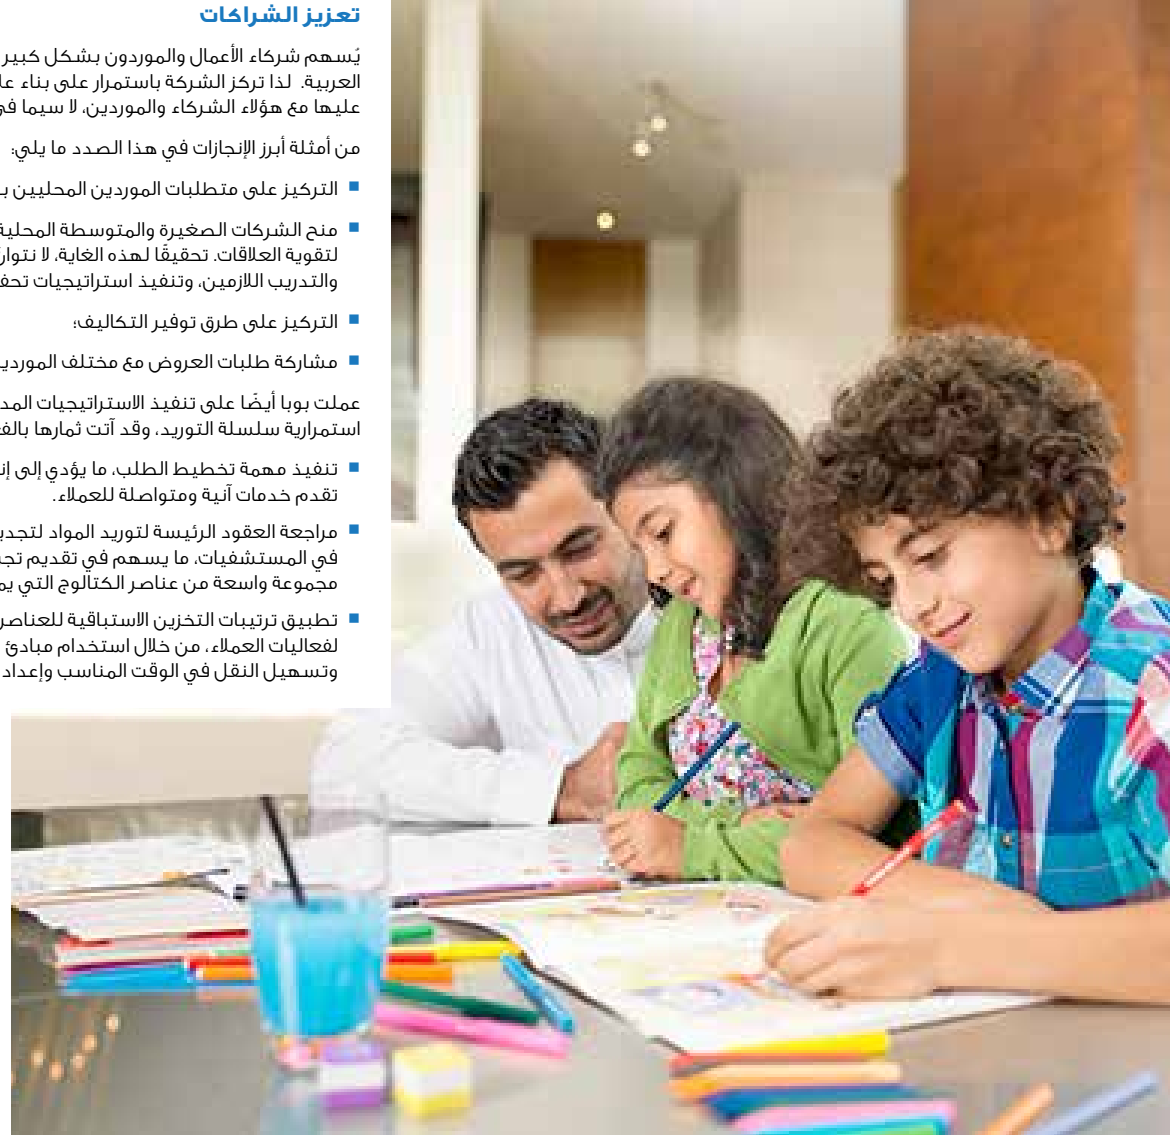 تعزيز الشراكات
يُسهم شركاء الأعمال والموردون بشكل كبير
العربية. لذا تركز الشركة باستمرار على بناء
عليها مع هؤلاء الشركاء والموردين، لا سيما
من أمثلة أبرز الإنجازات في هذا الصدد ما يلي:
■ التركيز على متطلبات الموردين المحليين
■ منح الشركات الصغيرة والمتوسطة المحلية
لتقوية العلاقات. تحقيقًا لهذه الغاية، لا
والتدريب اللازمين، وتنفيذ استراتيجيات
■ التركيز على طرق توفير التكاليف؛
■ مشاركة طلبات العروض مع مختلف
عملت بوبا أيضًا على تنفيذ الاستراتيجيات
استمرارية سلسلة التوريد، وقد آتت ثمارها
■ تنفيذ مهمة تخطيط الطلب، ما يؤدي إلى
تقدم خدمات آنية ومتواصلة للعملاء.
■ مراجعة العقود الرئيسة لتوريد المواد
في المستشفيات، ما يسهم في تقديم
مجموعة واسعة من عناصر الكتالوج التي
■ تطبيق ترتيبات التخزين الاستباقية للعناصر
لفعاليات العملاء، من خلال استخدام مبادئ
وتسهيل النقل في الوقت المناسب وإعداد